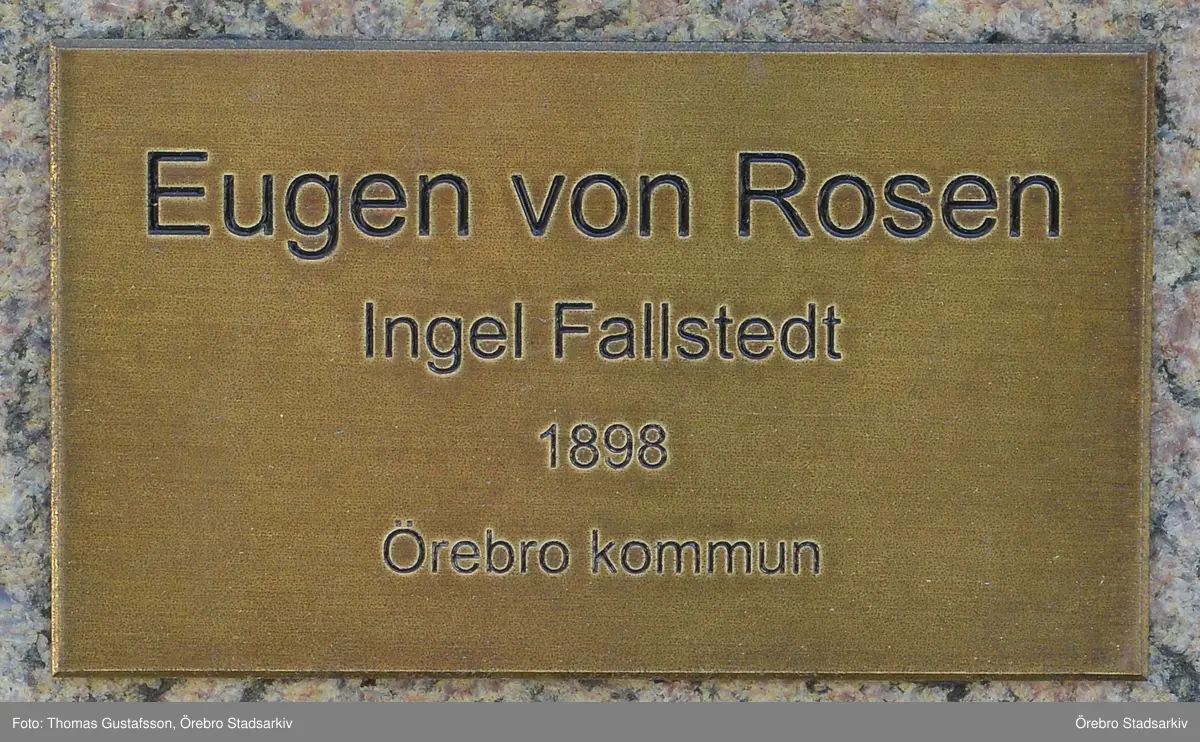 Eugen von Rosen
Ingel Fallstedt
1898
Örebro kommun
Foto: Thomas Gustafsson, Örebro Stadsarkiv
Örebro Stadsarkiv